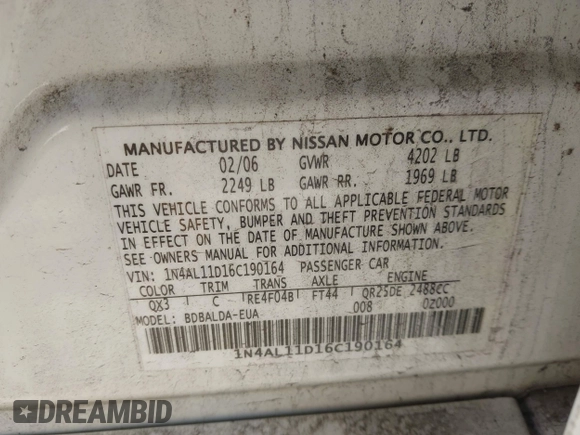 MANUFACTURED BY NISSAN MOTOR CO., LTD.
DATE 02/06 GVWR 4202 LB
GAWR FR. 2249 LB GAWR RR. 1969 LB
THIS VEHICLE CONFORMS TO ALL APPLICABLE FEDERAL MOTOR
VEHICLE SAFETY, BUMPER AND THEFT PREVENTION STANDARDS
IN EFFECT ON THE DATE OF MANUFACTURE SHOWN ABOVE.
SEE OWNERS MANUAL FOR ADDITIONAL INFORMATION.
VIN: 1N4AL11D16C190164 PASSENGER CAR
COLOR TRIM TRANS AXLE ENGINE
QX3 C RE4F04B FT44 QR25DE 2488CC
MODEL: BDBALDA-EUA 008 02000
1N4AL11D16C190164
DREAMBID